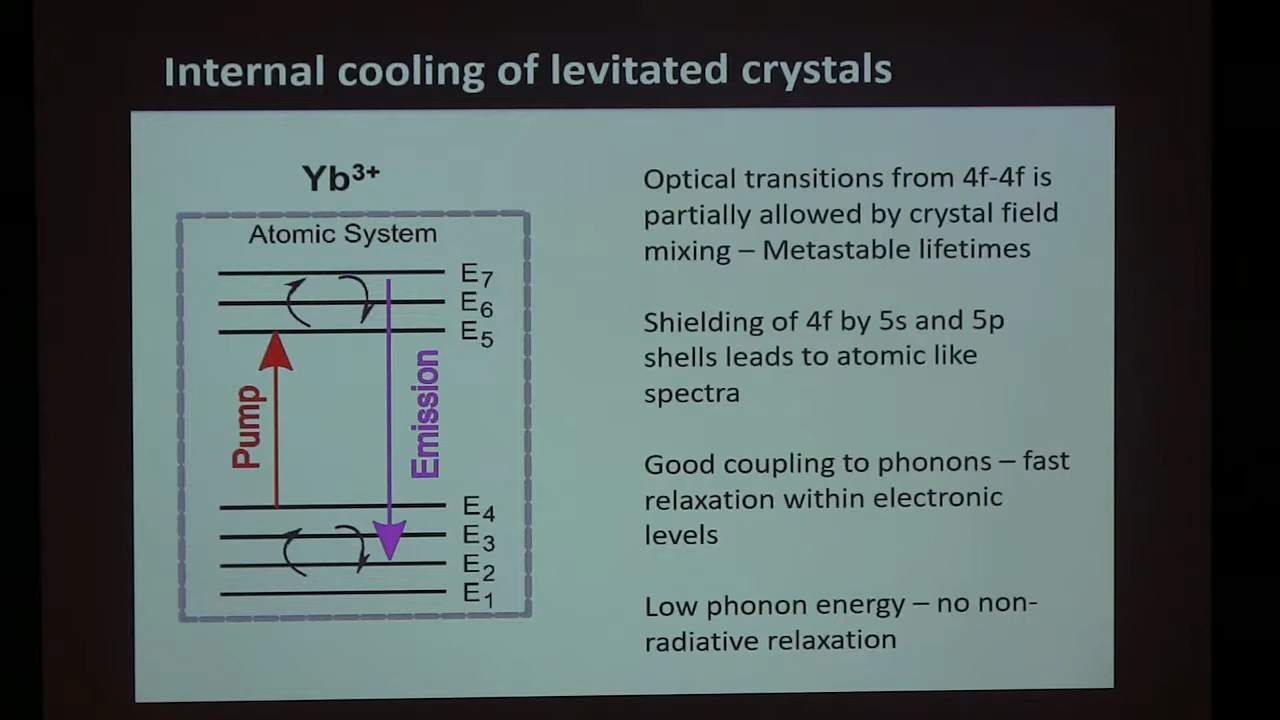 Internal cooling of levitated crystals
Yb³⁺
Atomic System
E₇
E₆
E₅
Pump
Emission
E₄
E₃
E₂
E₁
Optical transitions from 4f-4f is
partially allowed by crystal field
mixing – Metastable lifetimes
Shielding of 4f by 5s and 5p
shells leads to atomic like
spectra
Good coupling to phonons – fast
relaxation within electronic
levels
Low phonon energy – no non-
radiative relaxation